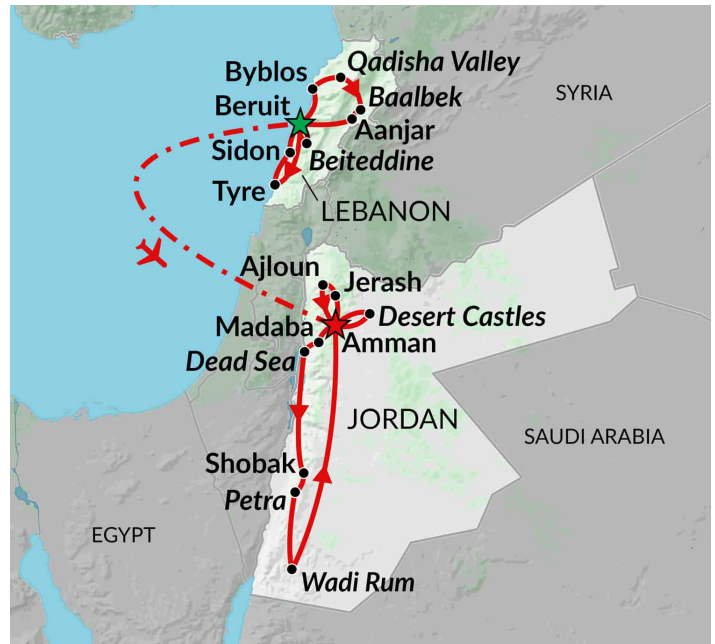 Qadisha Valley
Byblos
SYRIA
Baalbek
Beruit
Aanjar
Sidon
Beiteddine
Tyre
LEBANON
Ajloun
Jerash
Desert Castles
Madaba
Amman
Dead Sea
JORDAN
SAUDI ARABIA
Shobak
Petra
EGYPT
Wadi Rum